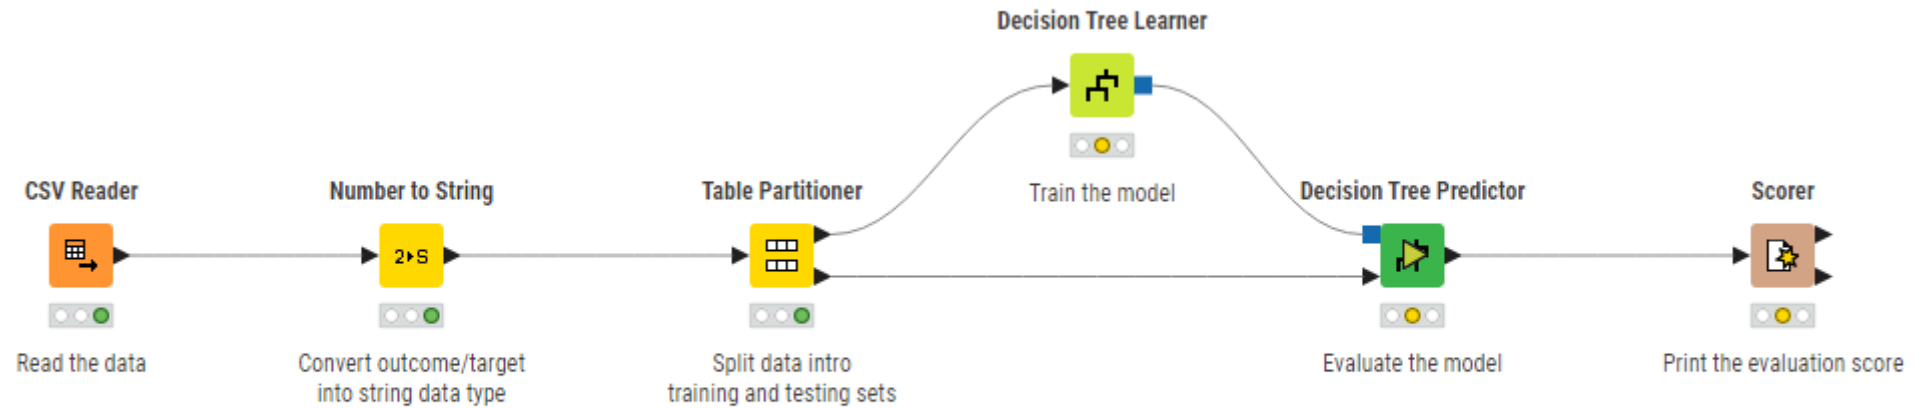 Decision Tree Learner
Train the model
CSV Reader
Number to String
Table Partitioner
Decision Tree Predictor
Scorer
2▸S
Read the data
Convert outcome/target
into string data type
Split data intro
training and testing sets
Evaluate the model
Print the evaluation score